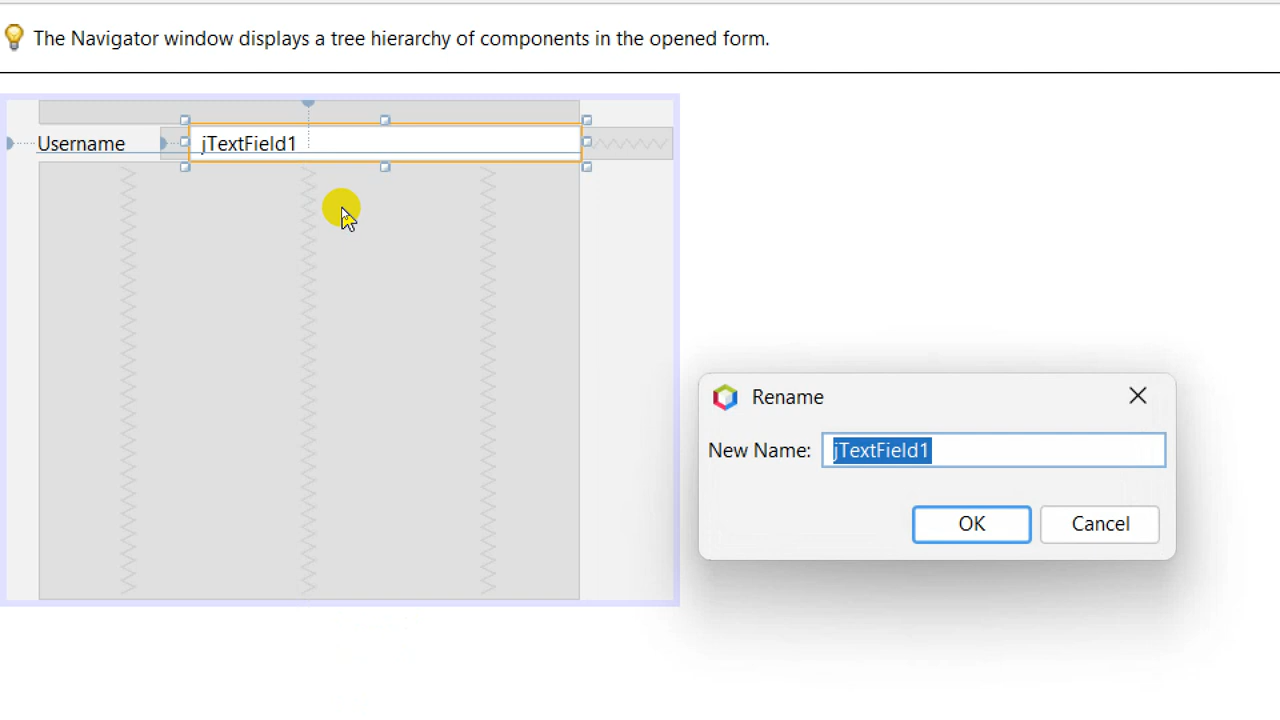 The Navigator window displays a tree hierarchy of components in the opened form.
Username
jTextField1
Rename
New Name: jTextField1
OK Cancel